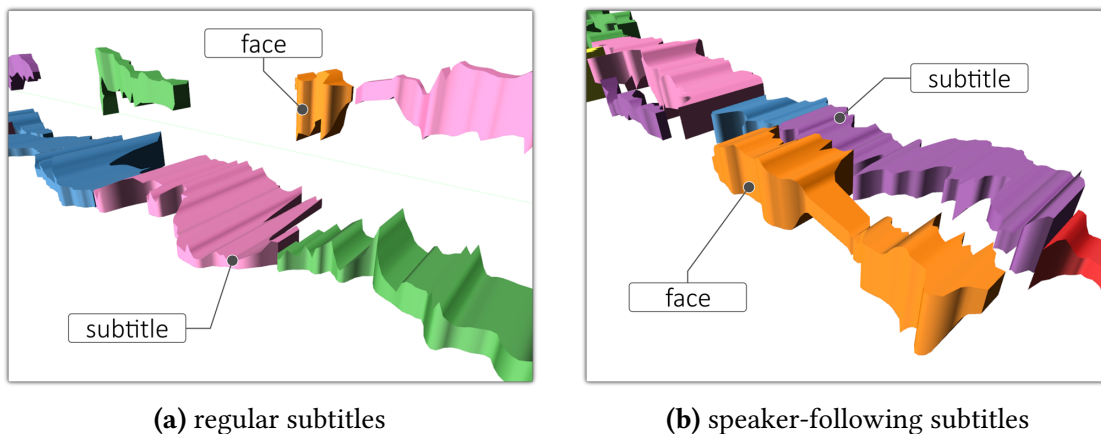 face
subtitle
subtitle
face
(a) regular subtitles
(b) speaker-following subtitles